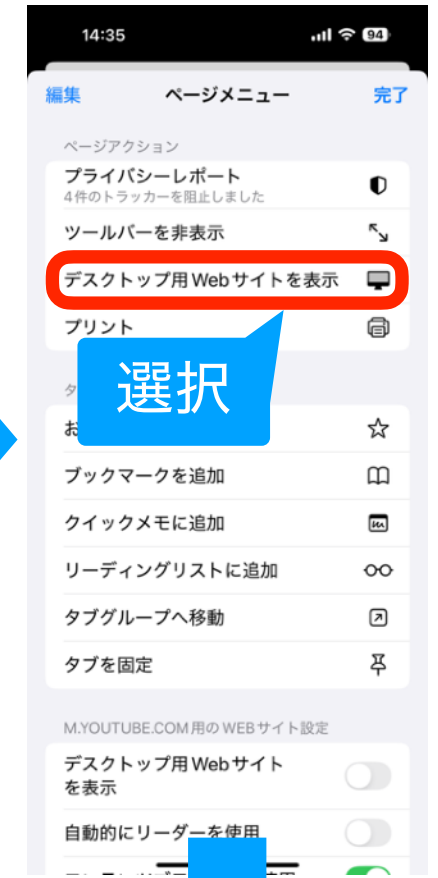 14:35 94
編集 ページメニュー 完了
ページアクション
プライバシーレポート
4件のトラッカーを阻止しました
ツールバーを非表示
デスクトップ用Webサイトを表示
プリント
選択
ブックマークを追加
クイックメモに追加
リーディングリストに追加
タブグループへ移動
タブを固定
M.YOUTUBE.COM用のWEBサイト設定
デスクトップ用Webサイト
を表示
自動的にリーダーを使用